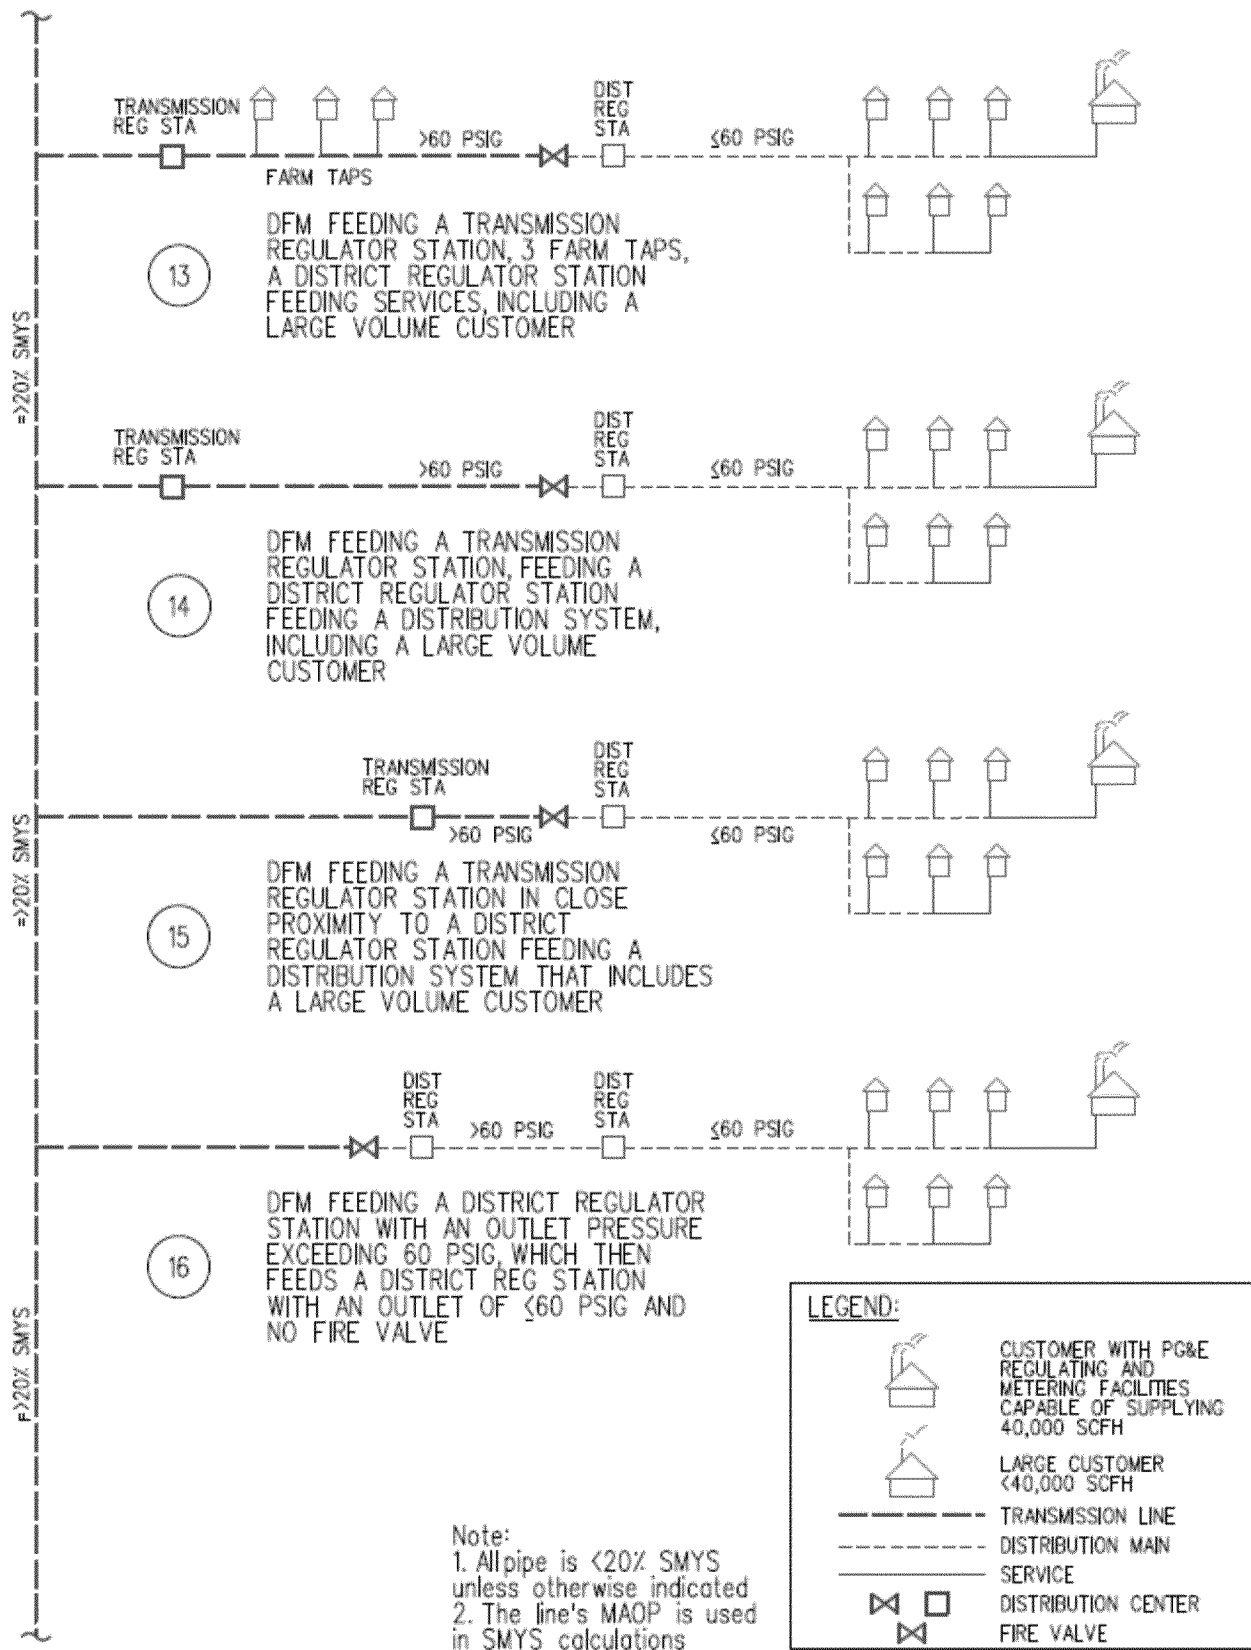 TRANSMISSION
REG STA
>60 PSIG
DIST
REG
STA
≤60 PSIG
FARM TAPS
13
DFM FEEDING A TRANSMISSION
REGULATOR STATION, 3 FARM TAPS,
A DISTRICT REGULATOR STATION
FEEDING SERVICES, INCLUDING A
LARGE VOLUME CUSTOMER
=>20% SMYS
TRANSMISSION
REG STA
>60 PSIG
DIST
REG
STA
≤60 PSIG
14
DFM FEEDING A TRANSMISSION
REGULATOR STATION, FEEDING A
DISTRICT REGULATOR STATION
FEEDING A DISTRIBUTION SYSTEM,
INCLUDING A LARGE VOLUME
CUSTOMER
TRANSMISSION
REG STA
>60 PSIG
DIST
REG
STA
≤60 PSIG
=>20% SMYS
15
DFM FEEDING A TRANSMISSION
REGULATOR STATION IN CLOSE
PROXIMITY TO A DISTRICT
REGULATOR STATION FEEDING A
DISTRIBUTION SYSTEM THAT INCLUDES
A LARGE VOLUME CUSTOMER
DIST
REG
STA
>60 PSIG
DIST
REG
STA
≤60 PSIG
16
DFM FEEDING A DISTRICT REGULATOR
STATION WITH AN OUTLET PRESSURE
EXCEEDING 60 PSIG, WHICH THEN
FEEDS A DISTRICT REG STATION
WITH AN OUTLET OF ≤60 PSIG AND
NO FIRE VALVE
=>20% SMYS
LEGEND:
CUSTOMER WITH PG&E
REGULATING AND
METERING FACILITIES
CAPABLE OF SUPPLYING
40,000 SCFH
LARGE CUSTOMER
<40,000 SCFH
TRANSMISSION LINE
DISTRIBUTION MAIN
SERVICE
DISTRIBUTION CENTER
FIRE VALVE
Note:
1. All pipe is <20% SMYS
unless otherwise indicated
2. The line's MAOP is used
in SMYS calculations